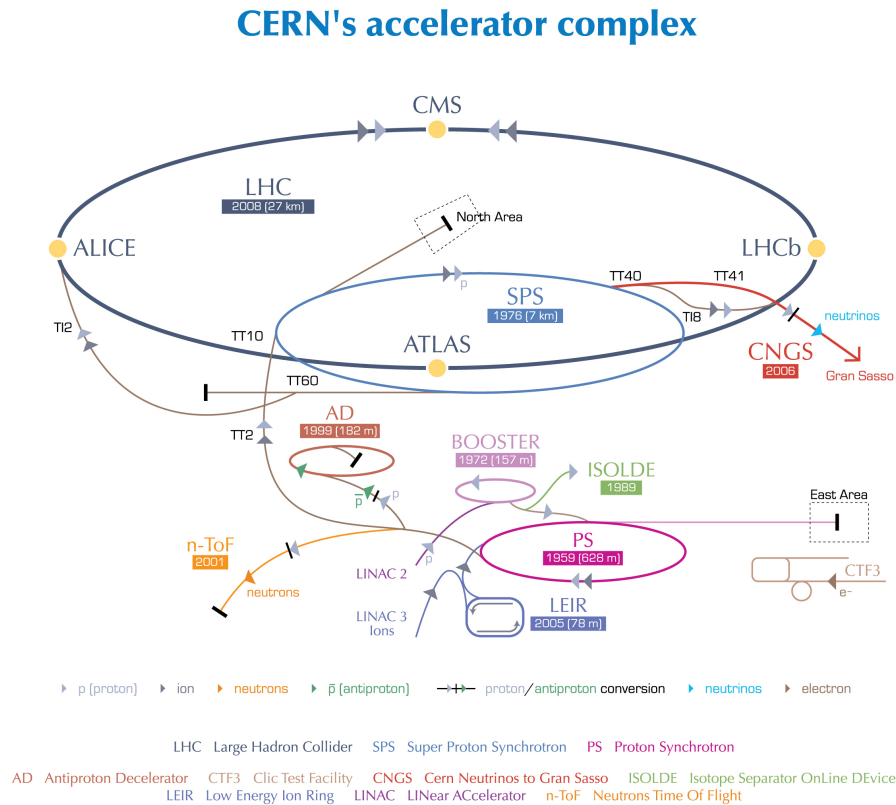 CERN's accelerator complex
CMS
LHC
2008 (27 km)
North Area
ALICE
LHCb
TT40
TT41
SPS
1976 (7 km)
p
TI2
TT10
TI8
neutrinos
ATLAS
CNGS
2006
Gran Sasso
TT60
AD
1999 (182 m)
TT2
BOOSTER
1972 (157 m)
ISOLDE
1989
p̄
p
East Area
n-ToF
2001
p
PS
1959 (628 m)
LINAC 2
neutrons
CTF3
e-
LEIR
2005 (78 m)
LINAC 3
Ions
p (proton) ion neutrons p̄ (antiproton) proton/antiproton conversion neutrinos electron
LHC Large Hadron Collider SPS Super Proton Synchrotron PS Proton Synchrotron
AD Antiproton Decelerator CTF3 Clic Test Facility CNGS Cern Neutrinos to Gran Sasso ISOLDE Isotope Separator OnLine DEvice
LEIR Low Energy Ion Ring LINAC LINear ACcelerator n-ToF Neutrons Time Of Flight